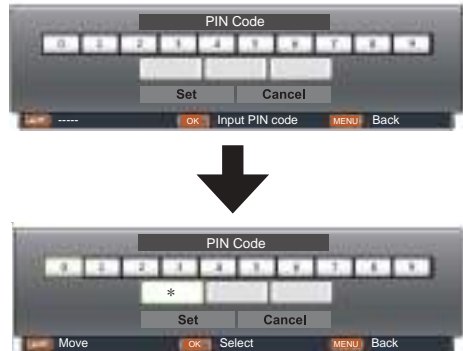 PIN Code
0 1 2 3 4 5 6 7 8 9
Set Cancel
----- OK Input PIN code MENU Back
PIN Code
0 1 2 3 4 5 6 7 8 9
*
Set Cancel
Move OK Select MENU Back